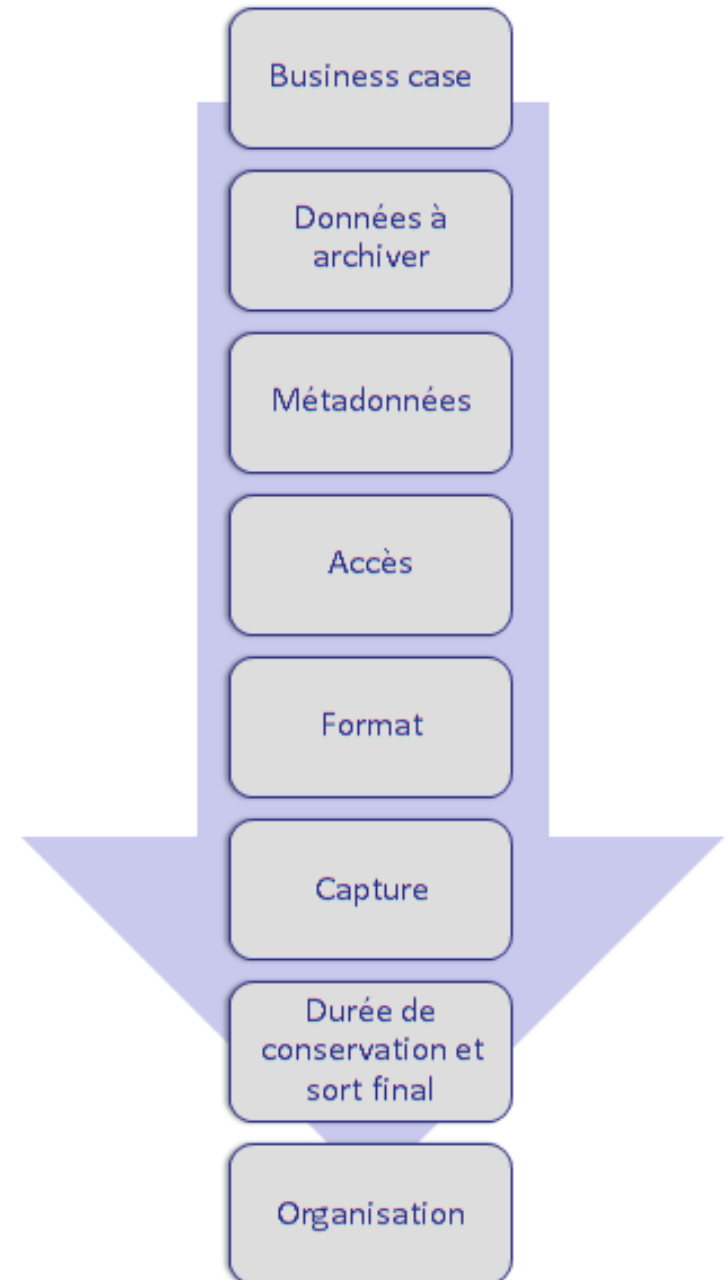 Business case
Données à
archiver
Métadonnées
Accès
Format
Capture
Durée de
conservation et
sort final
Organisation